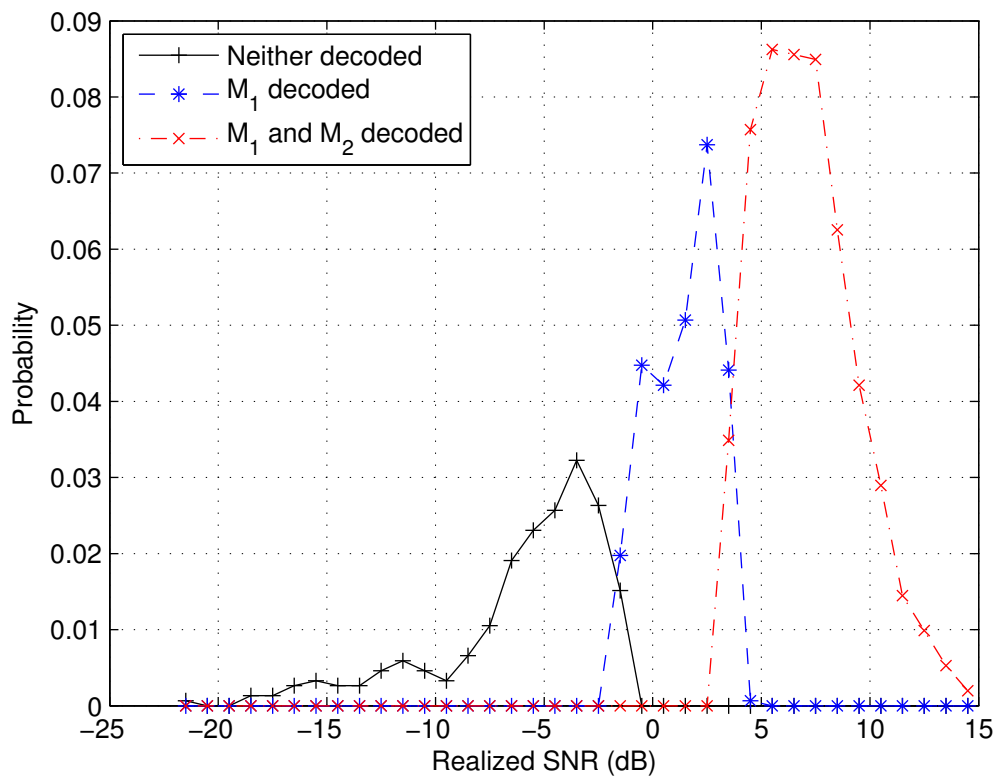 0.09
0.08
0.07
0.06
0.05
0.04
0.03
0.02
0.01
0
Probability
Neither decoded
M1 decoded
M1 and M2 decoded
−25 −20 −15 −10 −5 0 5 10 15
Realized SNR (dB)